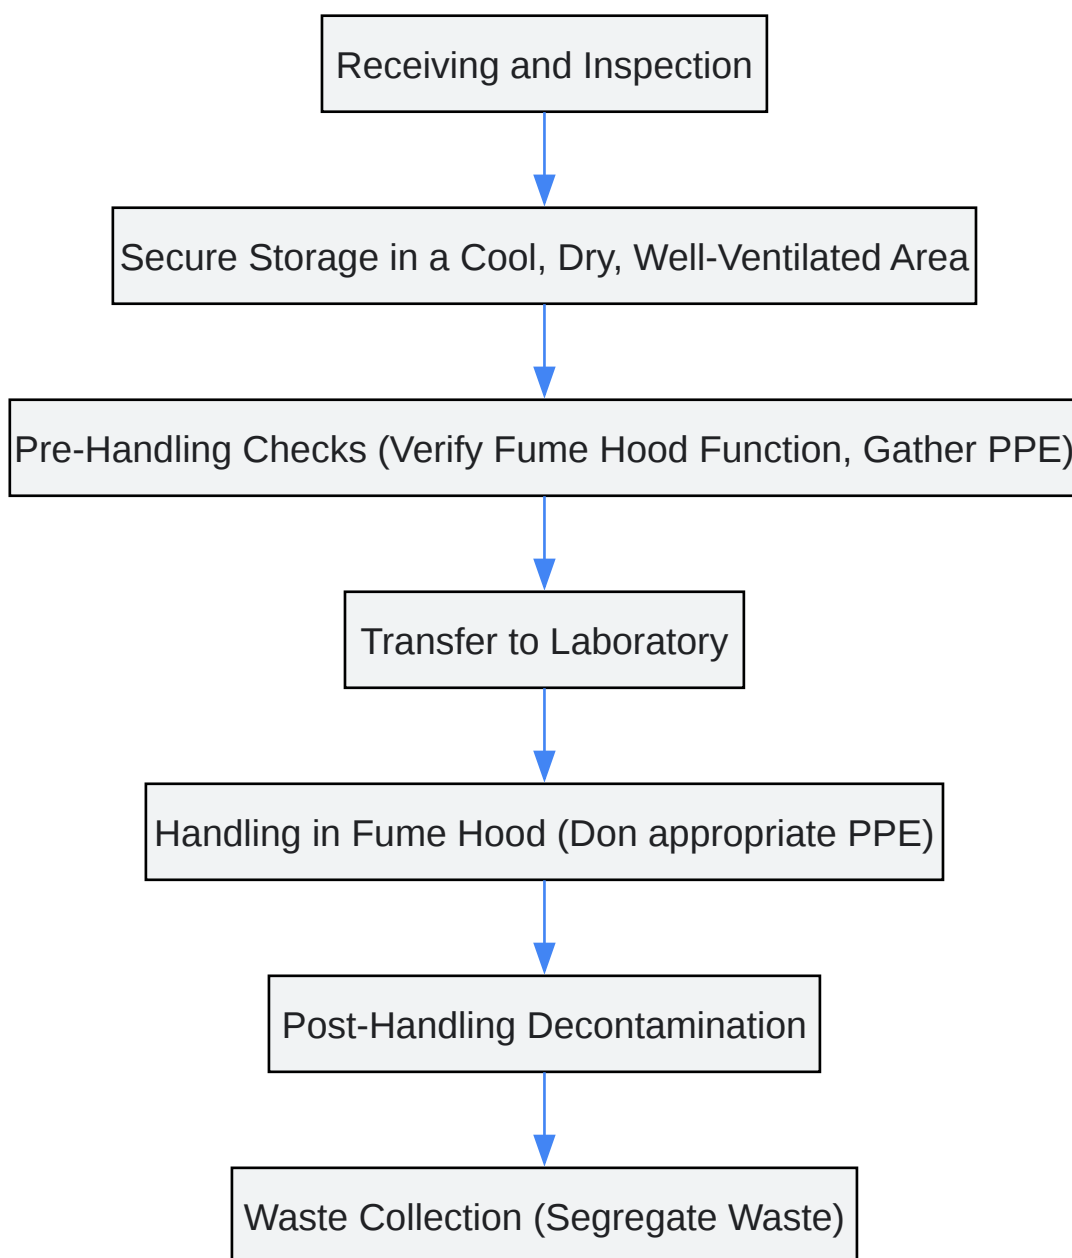 Receiving and Inspection
Secure Storage in a Cool, Dry, Well-Ventilated Area
Pre-Handling Checks (Verify Fume Hood Function, Gather PPE)
Transfer to Laboratory
Handling in Fume Hood (Don appropriate PPE)
Post-Handling Decontamination
Waste Collection (Segregate Waste)